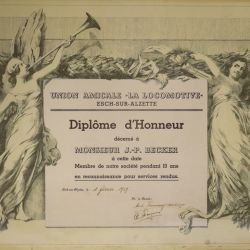 UNION AMICALE «LA LOCOMOTIVE»
ESCH-SUR-ALZETTE
Diplôme d'Honneur
décerné à
MONSIEUR J.-P. BECKER
à cette date
Membre de notre société pendant 10 ans
en reconnaissance pour services rendus.